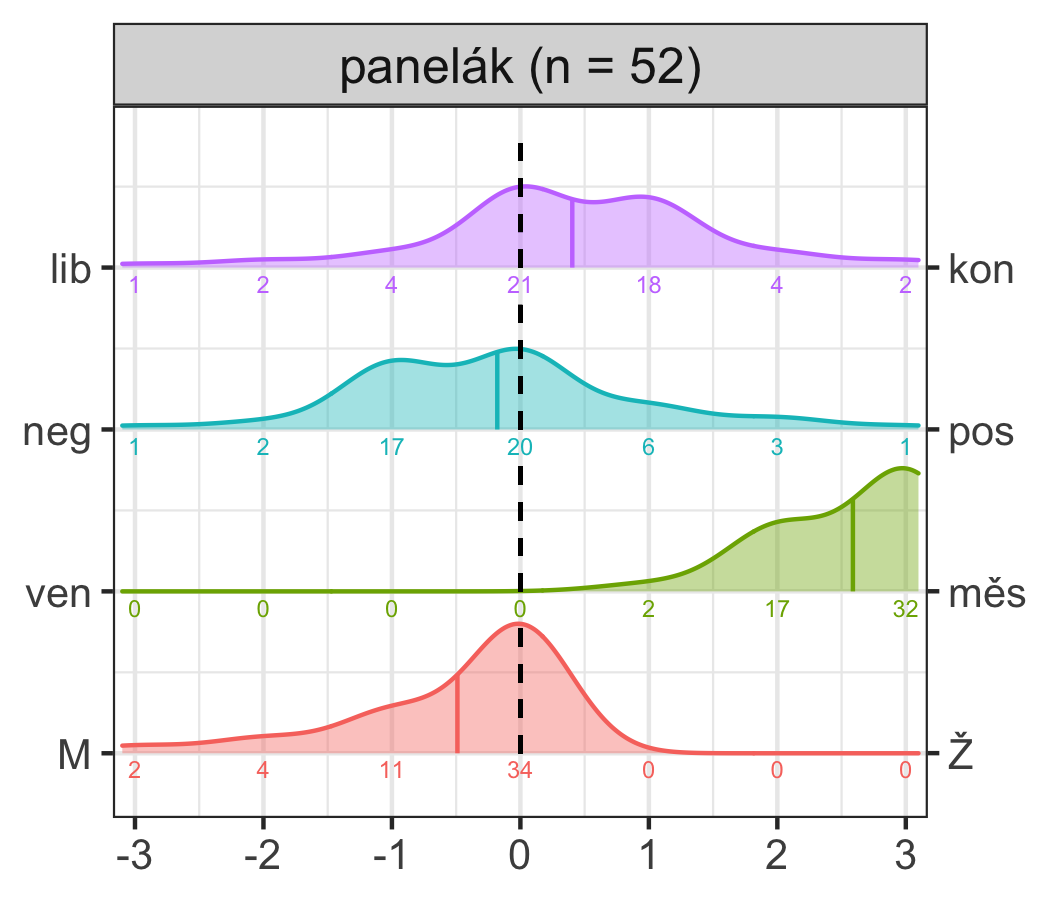 panelák (n = 52)
lib kon
1 2 4 21 18 4 2
neg pos
1 2 17 20 6 3 1
ven měs
0 0 0 0 2 17 32
M Ž
2 4 11 34 0 0 0
-3 -2 -1 0 1 2 3